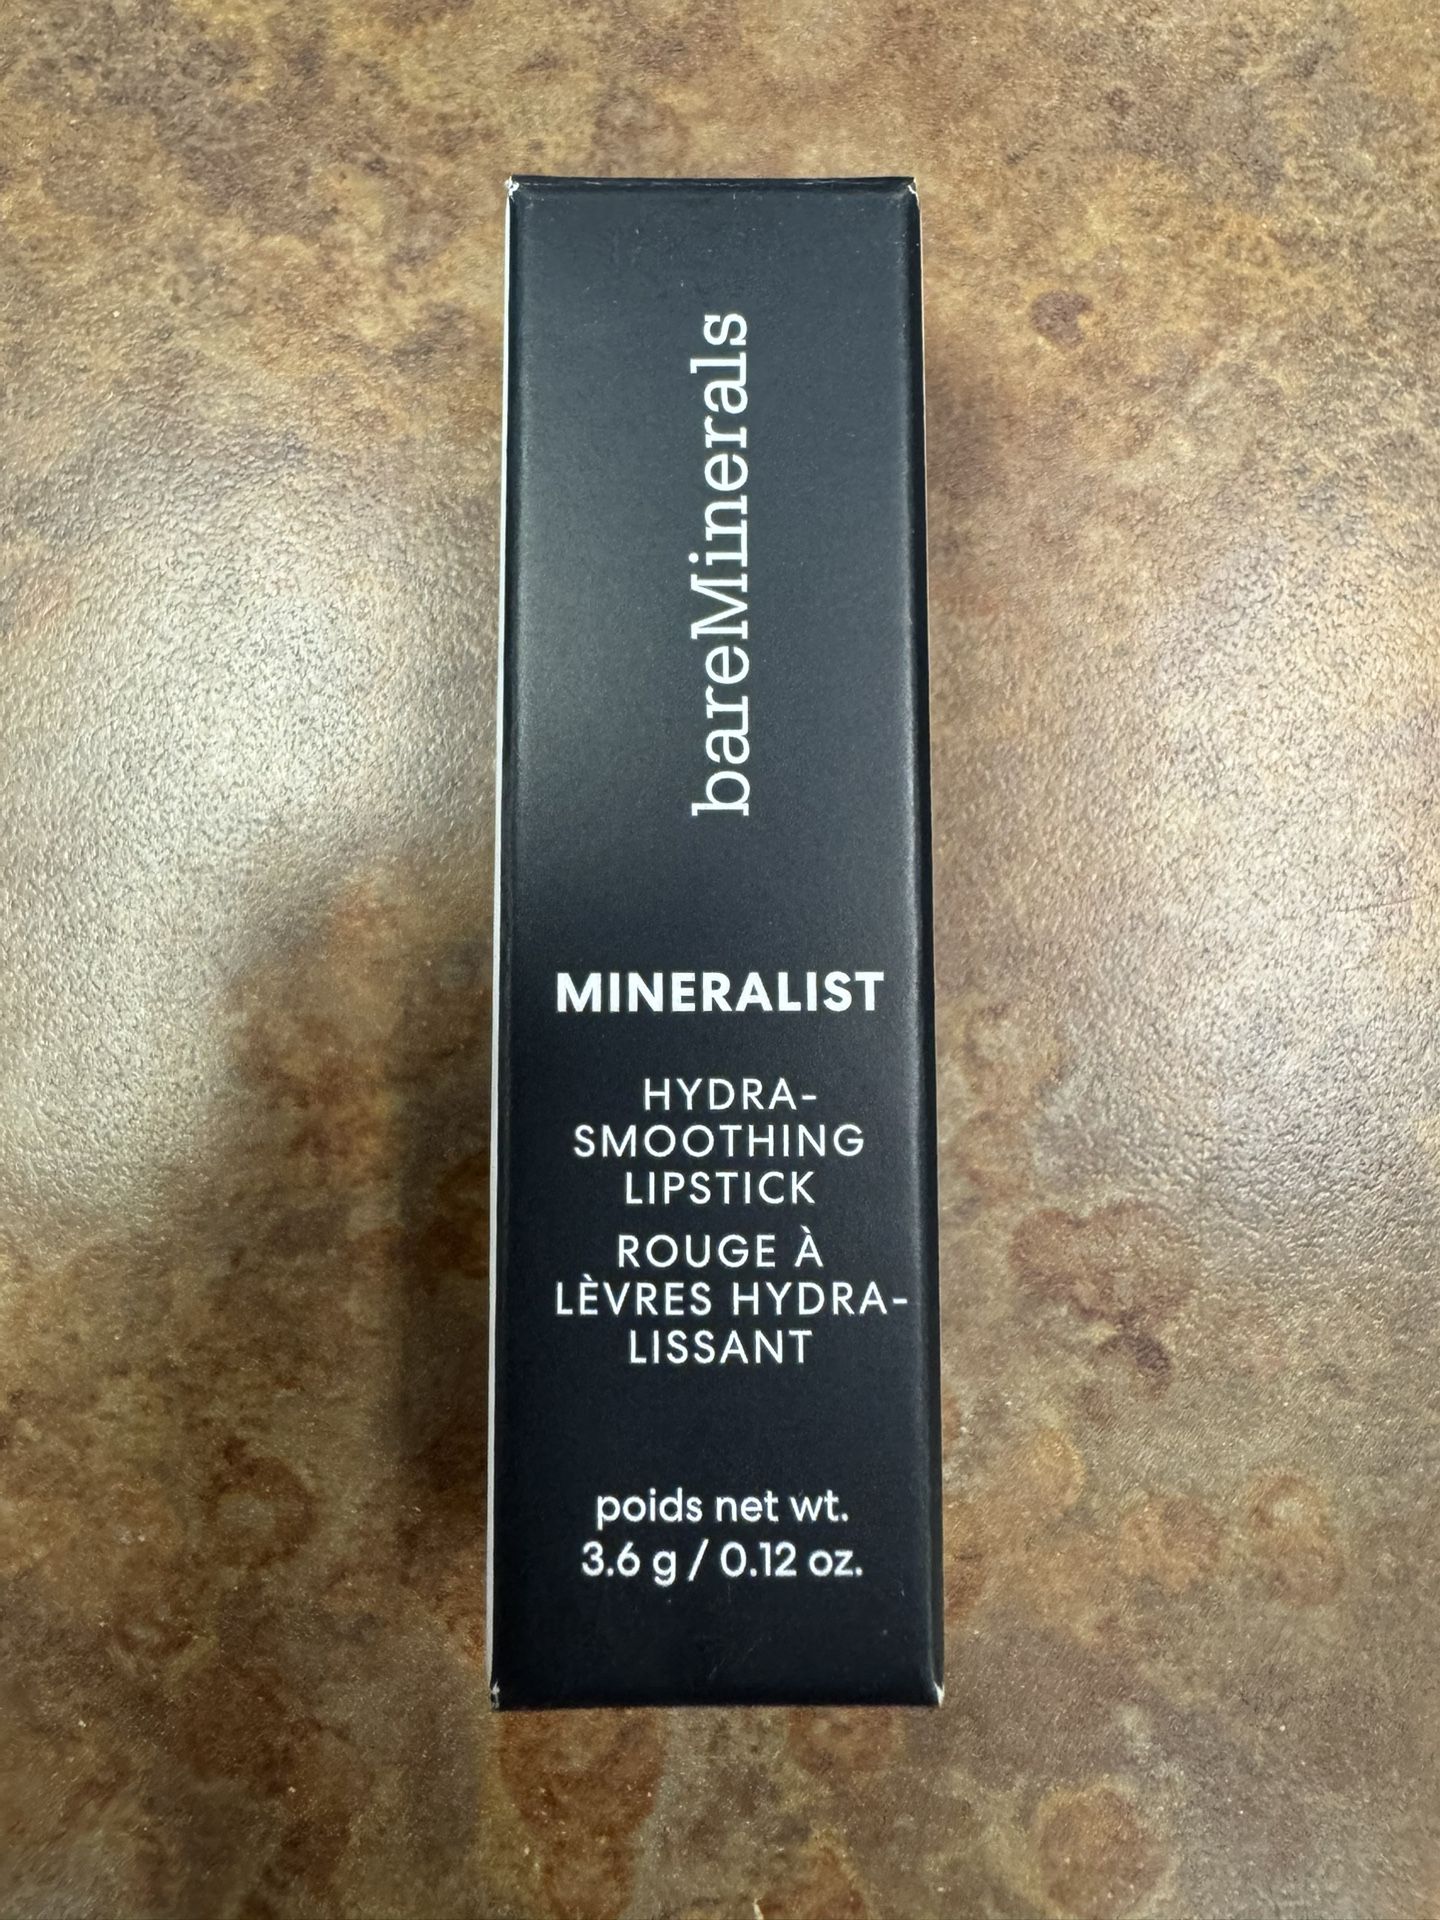 bareMinerals
MINERALIST
HYDRA-
SMOOTHING
LIPSTICK
ROUGE À
LÈVRES HYDRA-
LISSANT
poids net wt.
3.6 g / 0.12 oz.